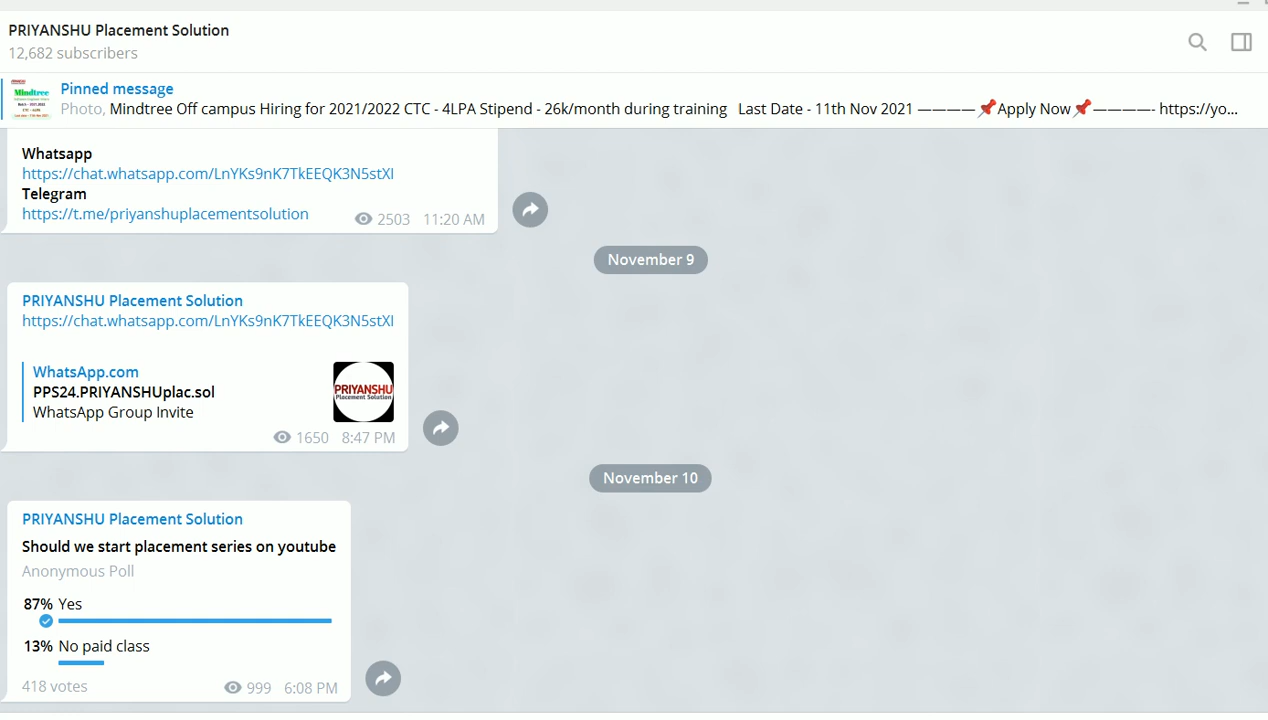 PRIYANSHU Placement Solution
12,682 subscribers
Mindtree
Pinned message
Photo, Mindtree Off campus Hiring for 2021/2022 CTC - 4LPA Stipend - 26k/month during training Last Date - 11th Nov 2021 ————📌Apply Now📌————- https://yo...
Whatsapp
https://chat.whatsapp.com/LnYKs9nK7TkEEQK3N5stXI
Telegram
https://t.me/priyanshuplacementsolution
2503 11:20 AM
November 9
PRIYANSHU Placement Solution
https://chat.whatsapp.com/LnYKs9nK7TkEEQK3N5stXI
WhatsApp.com
PPS24.PRIYANSHUplac.sol
WhatsApp Group Invite
PRIYANSHU
Placement Solution
1650 8:47 PM
November 10
PRIYANSHU Placement Solution
Should we start placement series on youtube
Anonymous Poll
87% Yes
13% No paid class
418 votes
999 6:08 PM